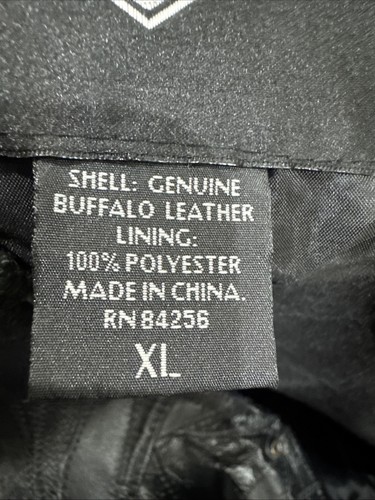 SHELL: GENUINE
BUFFALO LEATHER
LINING:
100% POLYESTER
MADE IN CHINA.
RN 84256
XL